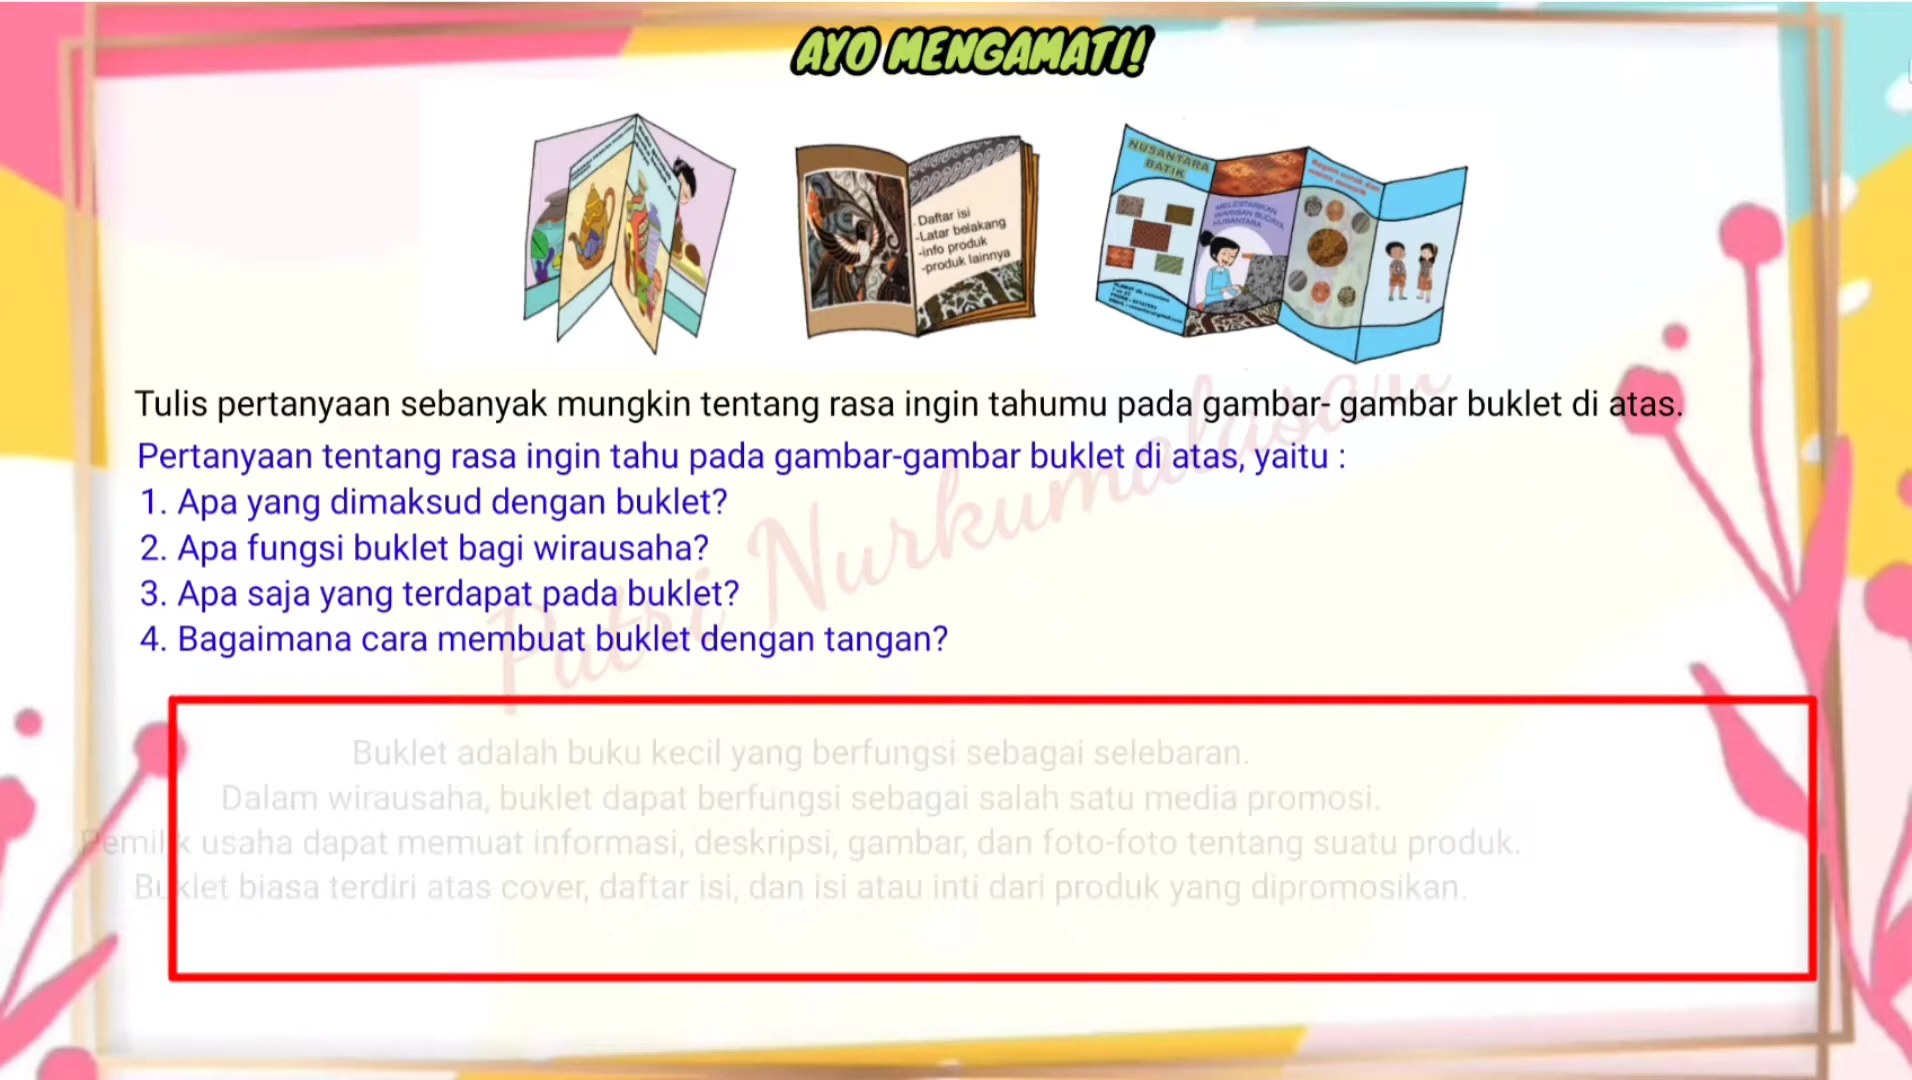 AYO MENGAMATI!
Daftar isi
-Latar belakang
-info produk
-produk lainnya
NUSANTARA
BATIK
MELESTARIKAN
WARISAN BUDAYA
NUSANTARA
Tulis pertanyaan sebanyak mungkin tentang rasa ingin tahumu pada gambar- gambar buklet di atas.
Pertanyaan tentang rasa ingin tahu pada gambar-gambar buklet di atas, yaitu :
1. Apa yang dimaksud dengan buklet?
2. Apa fungsi buklet bagi wirausaha?
3. Apa saja yang terdapat pada buklet?
4. Bagaimana cara membuat buklet dengan tangan?
Putri Nurkumalasari
Buklet adalah buku kecil yang berfungsi sebagai selebaran.
Dalam wirausaha, buklet dapat berfungsi sebagai salah satu media promosi.
Pemilik usaha dapat memuat informasi, deskripsi, gambar, dan foto-foto tentang suatu produk.
Buklet biasa terdiri atas cover, daftar isi, dan isi atau inti dari produk yang dipromosikan.